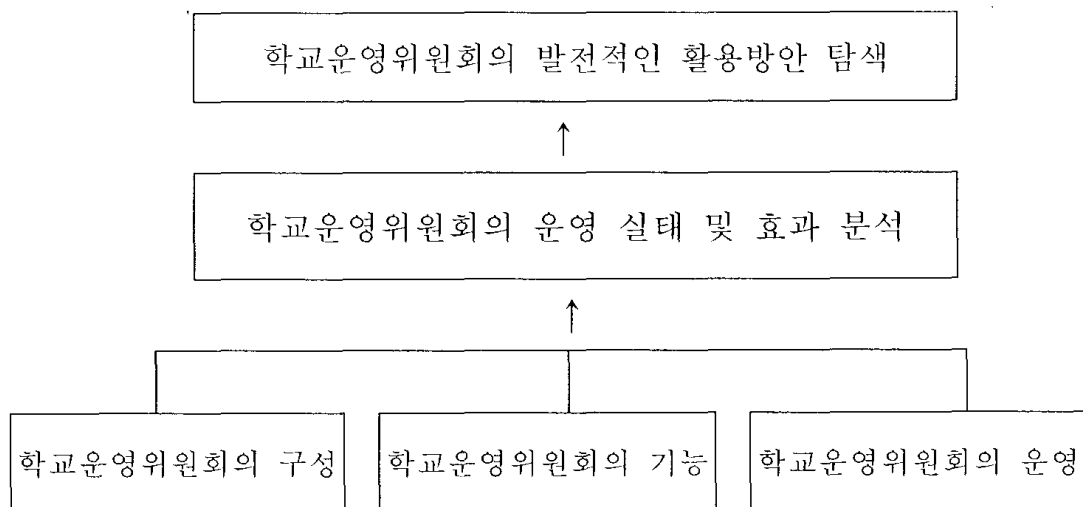 학교운영위원회의 발전적인 활용방안 탐색
↑
학교운영위원회의 운영 실태 및 효과 분석
↑
학교운영위원회의 구성
학교운영위원회의 기능
학교운영위원회의 운영